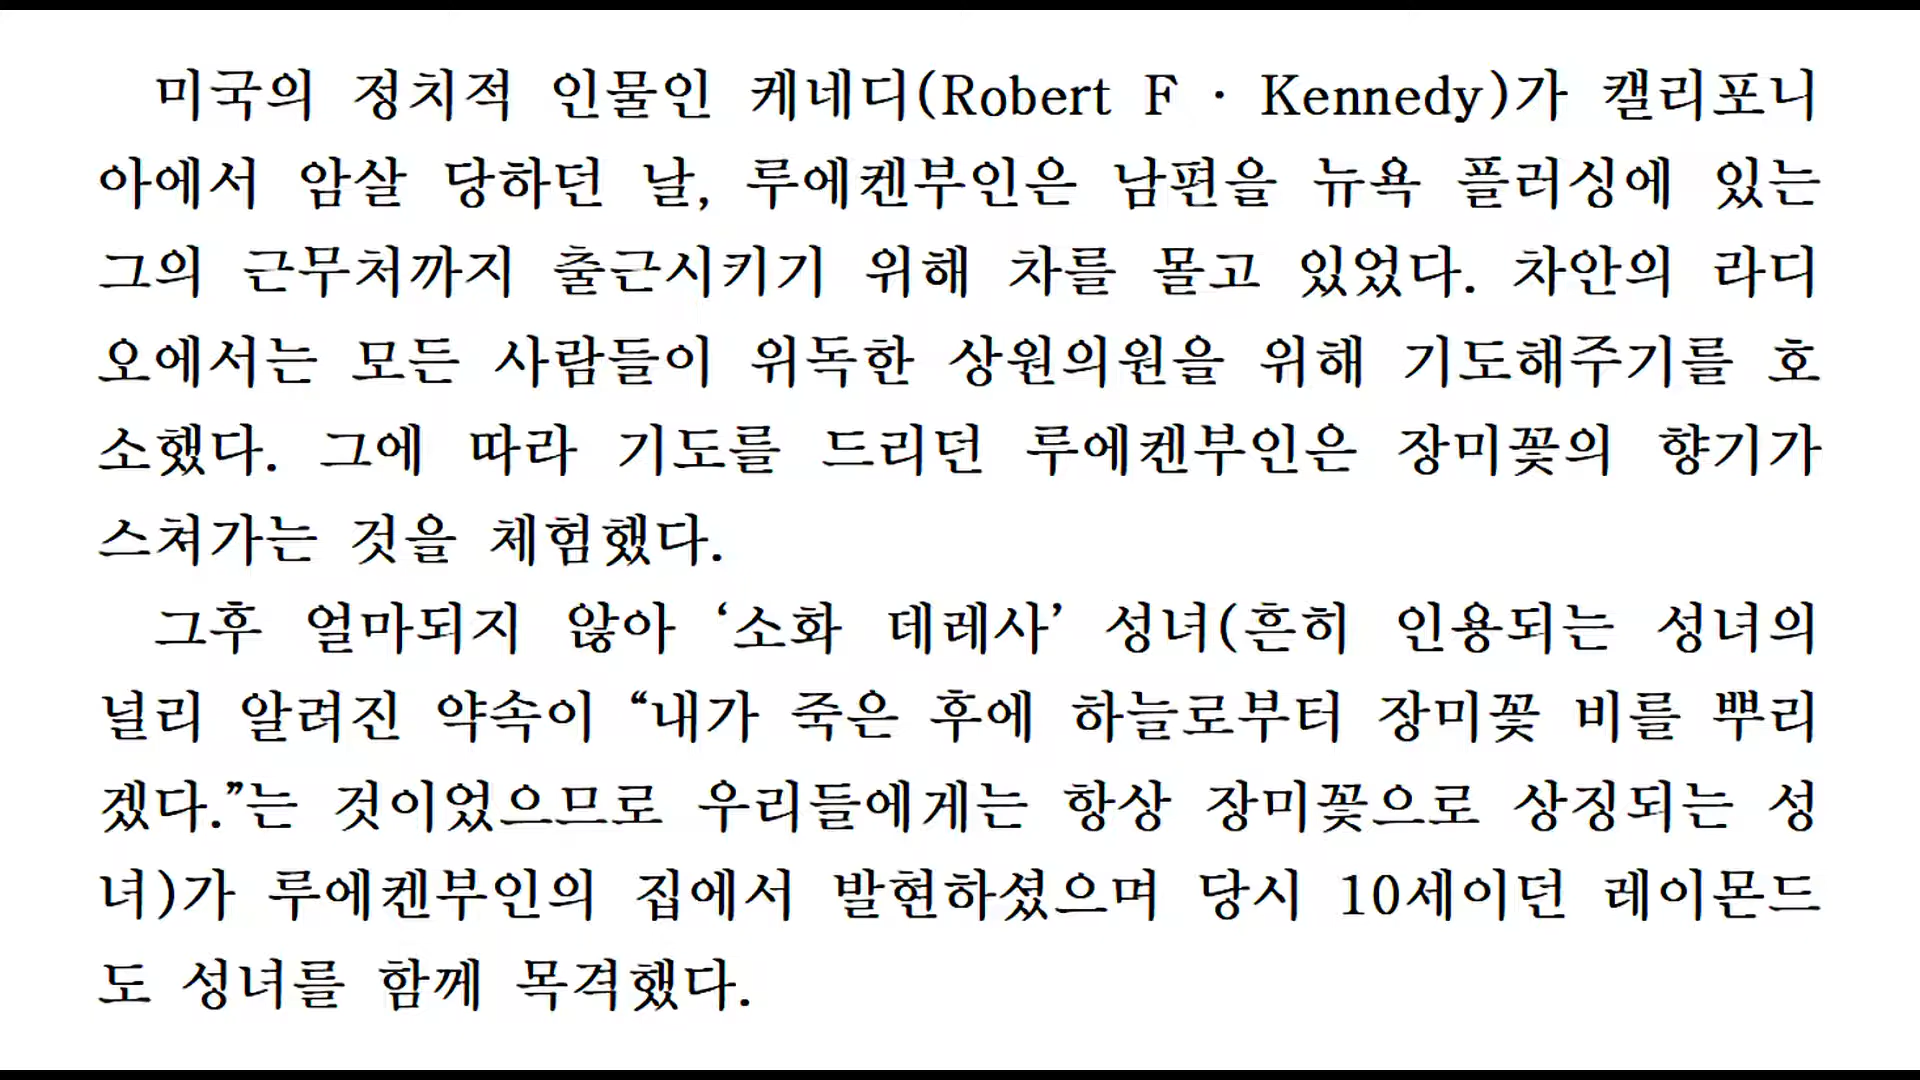 미국의 정치적 인물인 케네디(Robert F · Kennedy)가 캘리포니
아에서 암살 당하던 날, 루에켄부인은 남편을 뉴욕 플러싱에 있는
그의 근무처까지 출근시키기 위해 차를 몰고 있었다. 차안의 라디
오에서는 모든 사람들이 위독한 상원의원을 위해 기도해주기를 호
소했다. 그에 따라 기도를 드리던 루에켄부인은 장미꽃의 향기가
스쳐가는 것을 체험했다.
그후 얼마되지 않아 ‘소화 데레사’ 성녀(흔히 인용되는 성녀의
널리 알려진 약속이 “내가 죽은 후에 하늘로부터 장미꽃 비를 뿌리
겠다.”는 것이었으므로 우리들에게는 항상 장미꽃으로 상징되는 성
녀)가 루에켄부인의 집에서 발현하셨으며 당시 10세이던 레이몬드
도 성녀를 함께 목격했다.